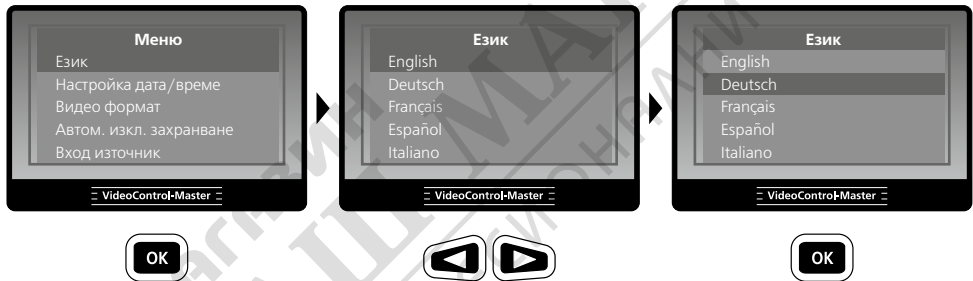 Меню
Език
Настройка дата/време
Видео формат
Автом. изкл. захранване
Вход източник
VideoControl-Master
OK
Език
English
Deutsch
Français
Español
Italiano
VideoControl-Master
Език
English
Deutsch
Français
Español
Italiano
VideoControl-Master
OK